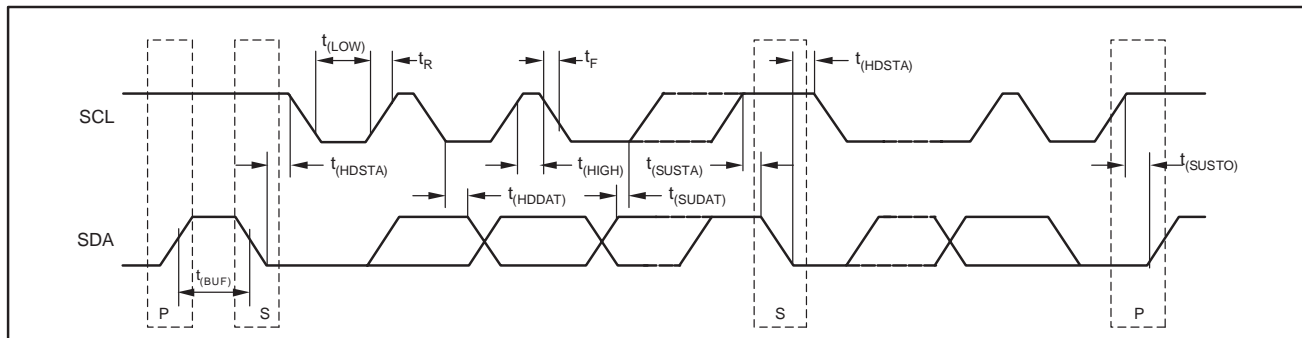 t(LOW)
tR
tF
t(HDSTA)
SCL
t(HDSTA)
t(HIGH)
t(SUSTA)
t(SUSTO)
t(HDDAT)
t(SUDAT)
SDA
t(BUF)
P
S
S
P